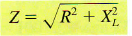 Z = √(R² + X_L²)